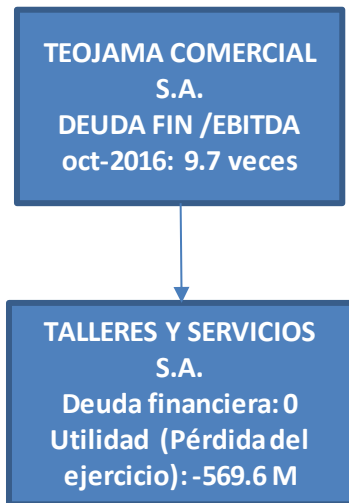 TEOJAMA COMERCIAL
S.A.
DEUDA FIN /EBITDA
oct-2016: 9.7 veces
TALLERES Y SERVICIOS
S.A.
Deuda financiera: 0
Utilidad (Pérdida del
ejercicio): -569.6 M